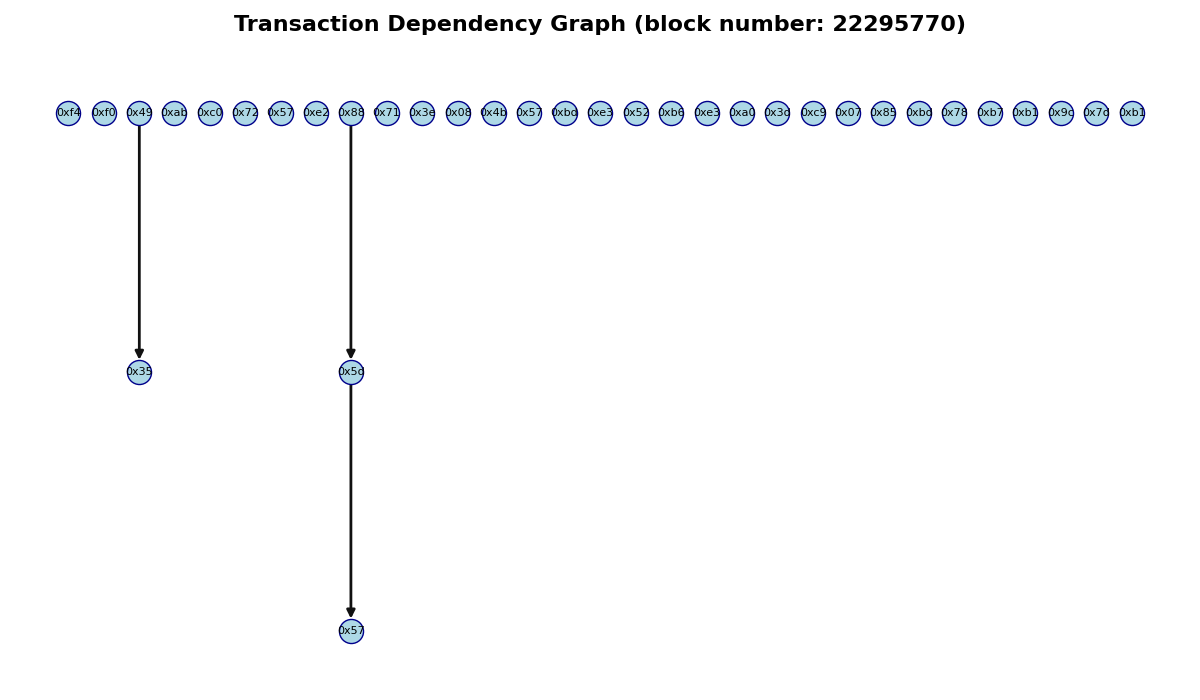 Transaction Dependency Graph (block number: 22295770)
0xf4 0xf0 0x49 0xab 0xc0 0x72 0x57 0xe2 0x88 0x71 0x3e 0x08 0x4b 0x57 0xbd 0xe3 0x52 0xb6 0xe3 0xa0 0x3d 0xc9 0x07 0x85 0xbd 0x78 0xb7 0xb1 0x9c 0x7d 0xb1
0x35 0x5d
0x57